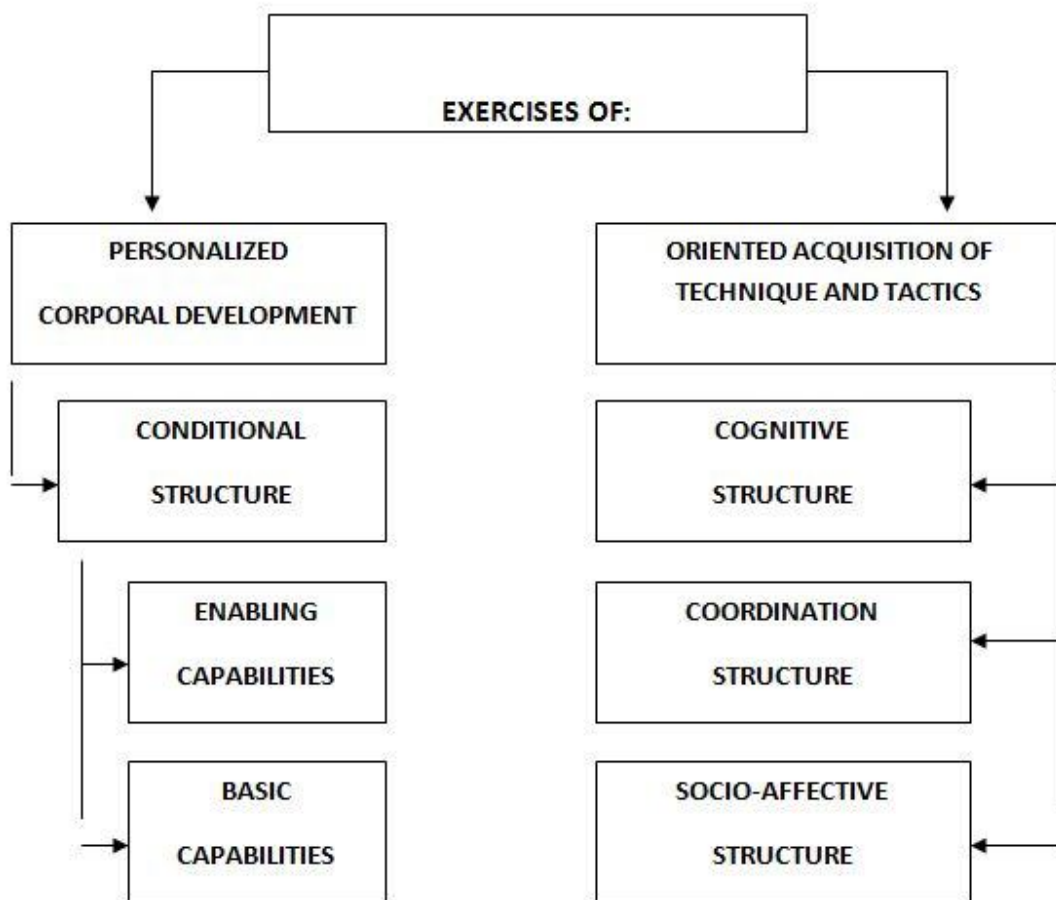 EXERCISES OF:
PERSONALIZED
CORPORAL DEVELOPMENT
ORIENTED ACQUISITION OF
TECHNIQUE AND TACTICS
CONDITIONAL
STRUCTURE
COGNITIVE
STRUCTURE
ENABLING
CAPABILITIES
COORDINATION
STRUCTURE
BASIC
CAPABILITIES
SOCIO-AFFECTIVE
STRUCTURE